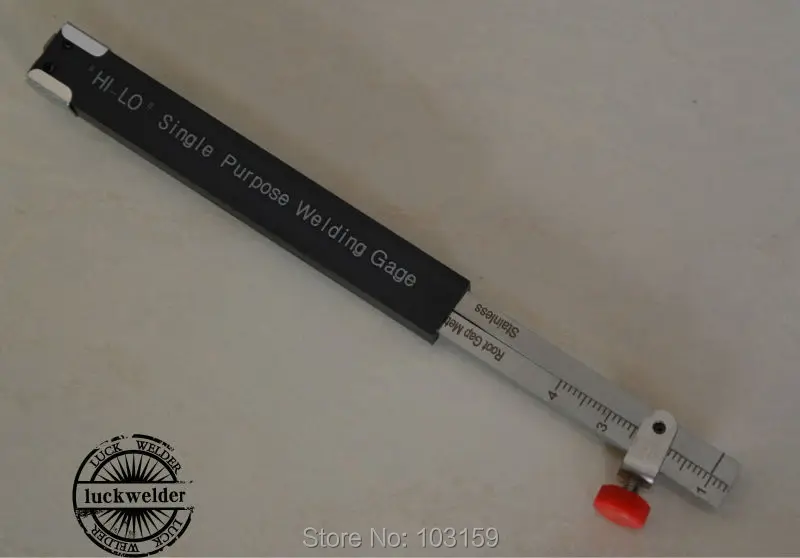 "HI-LO" Single Purpose Welding Gage
Stainless
Root Gap Met
4
3
1
LUCK WELDER
luckwelder
LUCK WELDER
Store No: 103159